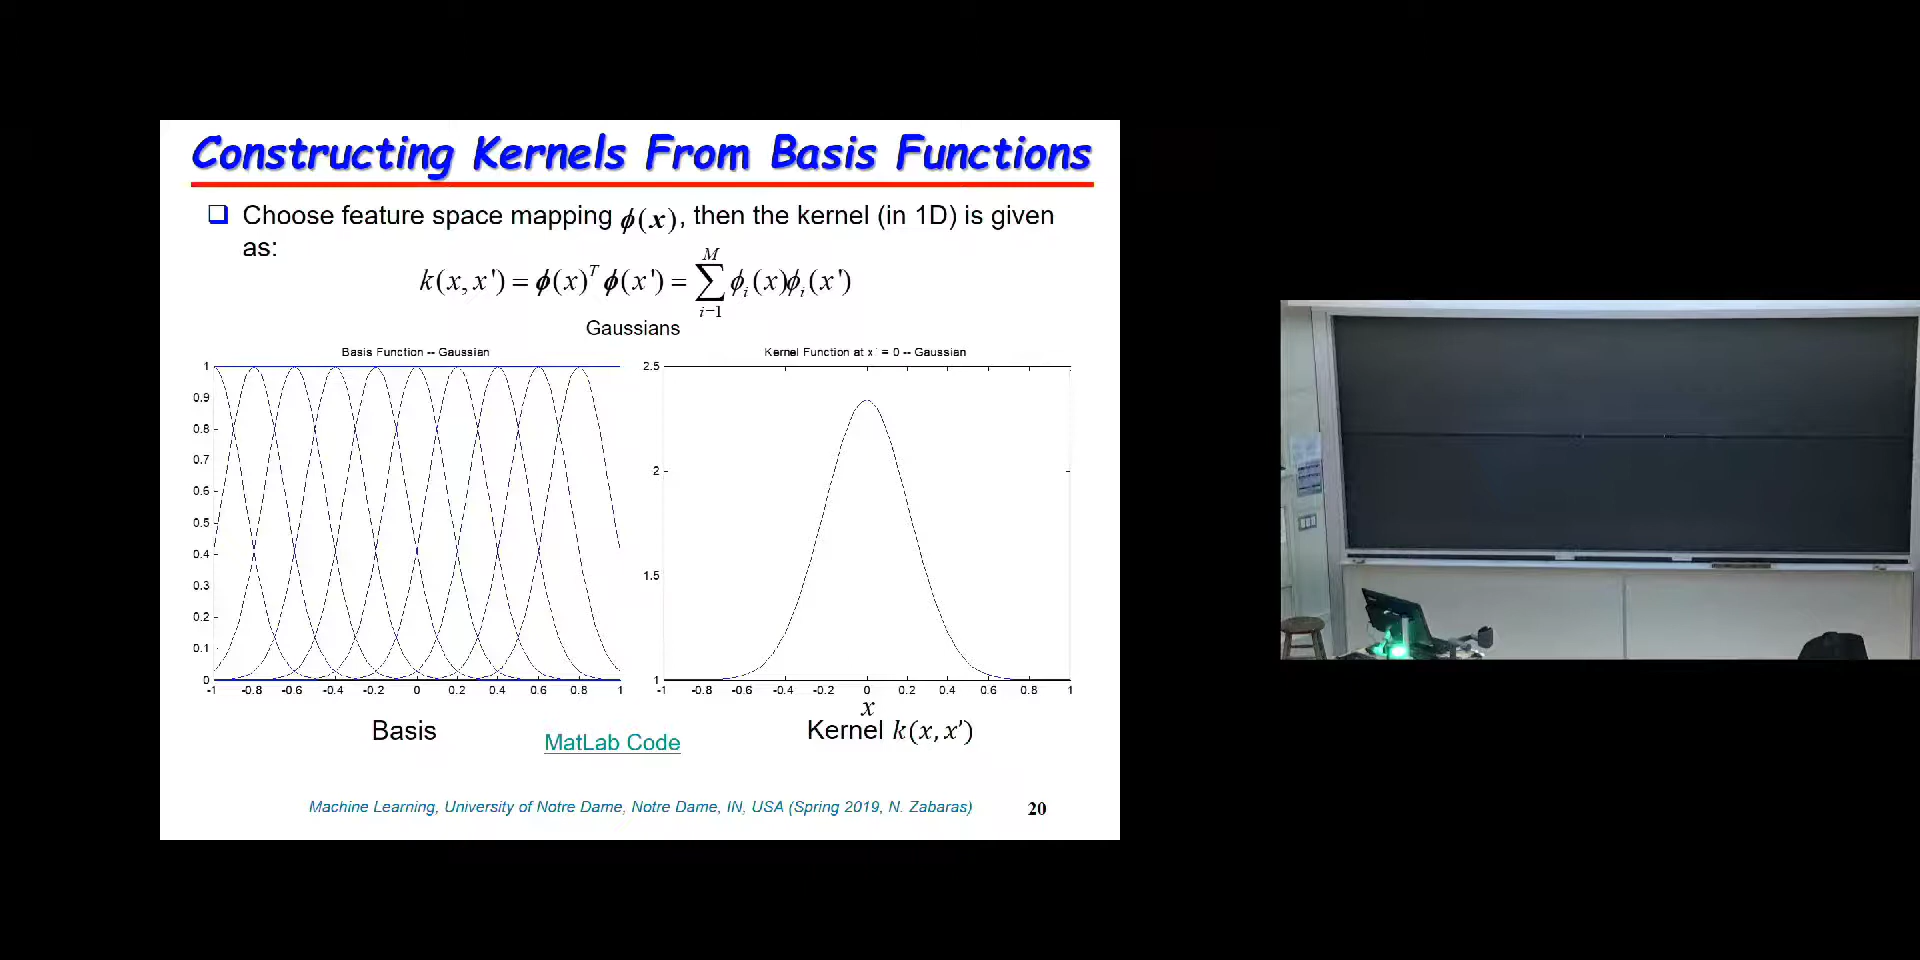 Constructing Kernels From Basis Functions
Choose feature space mapping ϕ(x), then the kernel (in 1D) is given
as:
k(x, x') = ϕ(x)ᵀ ϕ(x') = ∑_{i=1}^{M} ϕᵢ(x)ϕᵢ(x')
Gaussians
Basis Function -- Gaussian
1
0.9
0.8
0.7
0.6
0.5
0.4
0.3
0.2
0.1
0
-1 -0.8 -0.6 -0.4 -0.2 0 0.2 0.4 0.6 0.8 1
Basis
Kernel Function at x ' = 0 -- Gaussian
2.5
2
1.5
1
-1 -0.8 -0.6 -0.4 -0.2 0 0.2 0.4 0.6 0.8 1
x
Kernel k(x, x')
MatLab Code
Machine Learning, University of Notre Dame, Notre Dame, IN, USA (Spring 2019, N. Zabaras)
20